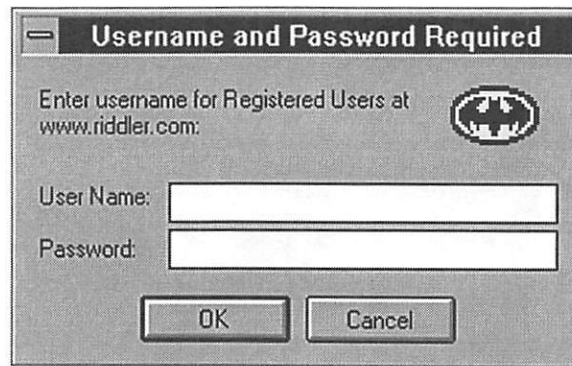 Username and Password Required
Enter username for Registered Users at
www.riddler.com:
User Name:
Password:
OK
Cancel